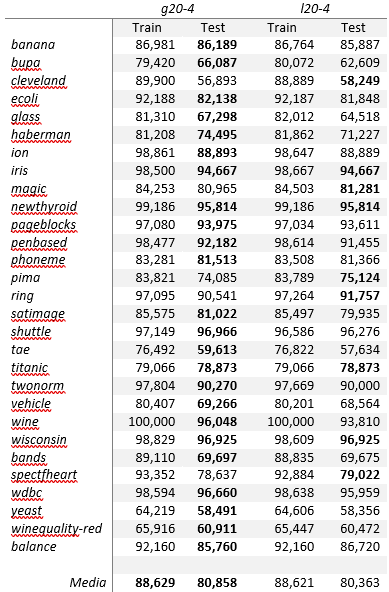 g20-4 l20-4
Train Test Train Test
banana 86,981 86,189 86,764 85,887
bupa 79,420 66,087 80,072 62,609
cleveland 89,900 56,893 88,889 58,249
ecoli 92,188 82,138 92,187 81,848
glass 81,310 67,298 82,012 64,518
haberman 81,208 74,495 81,862 71,227
ion 98,861 88,893 98,647 88,889
iris 98,500 94,667 98,667 94,667
magic 84,253 80,965 84,503 81,281
newthyroid 99,186 95,814 99,186 95,814
pageblocks 97,080 93,975 97,034 93,611
penbased 98,477 92,182 98,614 91,455
phoneme 83,281 81,513 83,508 81,366
pima 83,821 74,085 83,789 75,124
ring 97,095 90,541 97,264 91,757
satimage 85,575 81,022 85,497 79,935
shuttle 97,149 96,966 96,586 96,276
tae 76,492 59,613 76,822 57,634
titanic 79,066 78,873 79,066 78,873
twonorm 97,804 90,270 97,669 90,000
vehicle 80,407 69,266 80,201 68,564
wine 100,000 96,048 100,000 93,810
wisconsin 98,829 96,925 98,609 96,925
bands 89,110 69,697 88,835 69,675
spectfheart 93,352 78,637 92,884 79,022
wdbc 98,594 96,660 98,638 95,959
yeast 64,219 58,491 64,606 58,356
winequality-red 65,916 60,911 65,447 60,472
balance 92,160 85,760 92,160 86,720
Media 88,629 80,858 88,621 80,363